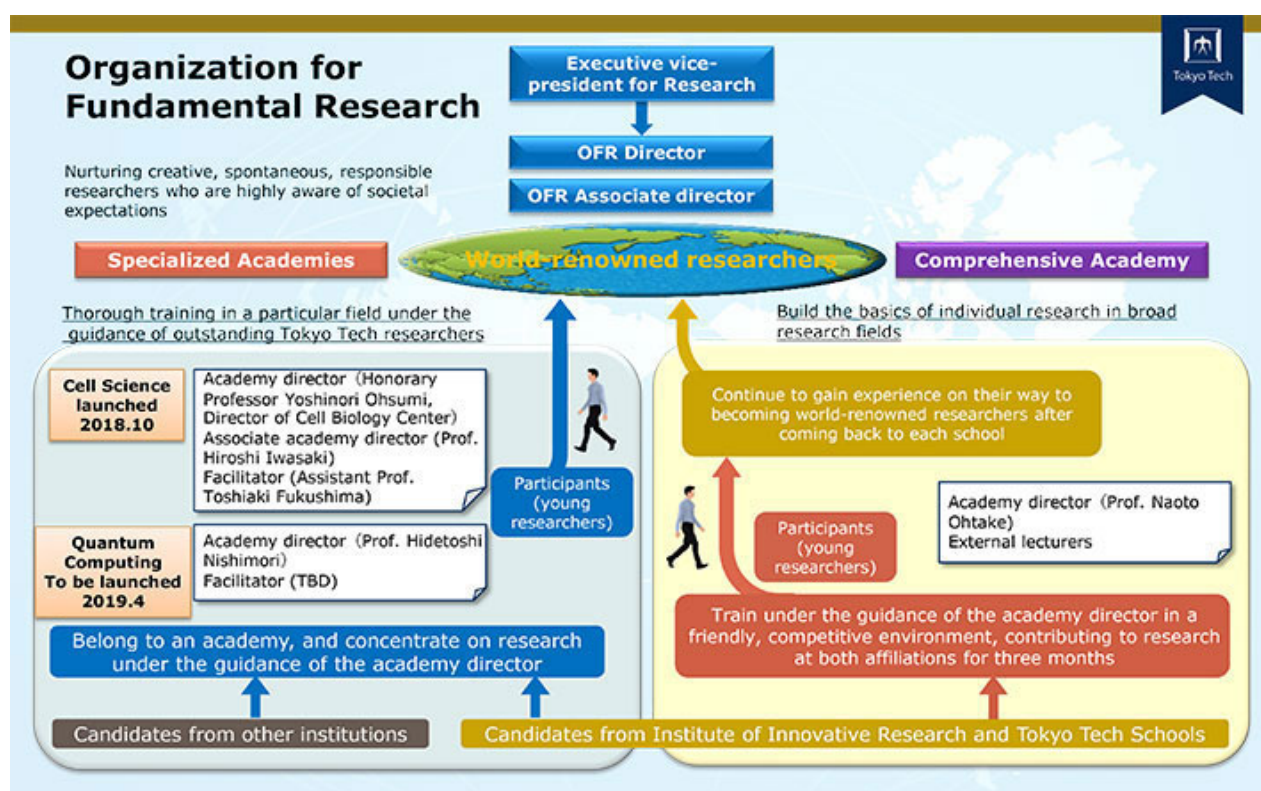 Organization for
Fundamental Research
Nurturing creative, spontaneous, responsible
researchers who are highly aware of societal
expectations
Executive vice-
president for Research
OFR Director
OFR Associate director
Tokyo Tech
Specialized Academies
World-renowned researchers
Comprehensive Academy
Thorough training in a particular field under the
guidance of outstanding Tokyo Tech researchers
Build the basics of individual research in broad
research fields
Cell Science
launched
2018.10
Academy director（Honorary
Professor Yoshinori Ohsumi,
Director of Cell Biology Center）
Associate academy director (Prof.
Hiroshi Iwasaki)
Facilitator (Assistant Prof.
Toshiaki Fukushima)
Participants
(young
researchers)
Quantum
Computing
To be launched
2019.4
Academy director（Prof. Hidetoshi
Nishimori）
Facilitator (TBD)
Belong to an academy, and concentrate on research
under the guidance of the academy director
Continue to gain experience on their way to
becoming world-renowned researchers after
coming back to each school
Participants
(young
researchers)
Academy director（Prof. Naoto
Ohtake)
External lecturers
Train under the guidance of the academy director in a
friendly, competitive environment, contributing to research
at both affiliations for three months
Candidates from other institutions
Candidates from Institute of Innovative Research and Tokyo Tech Schools